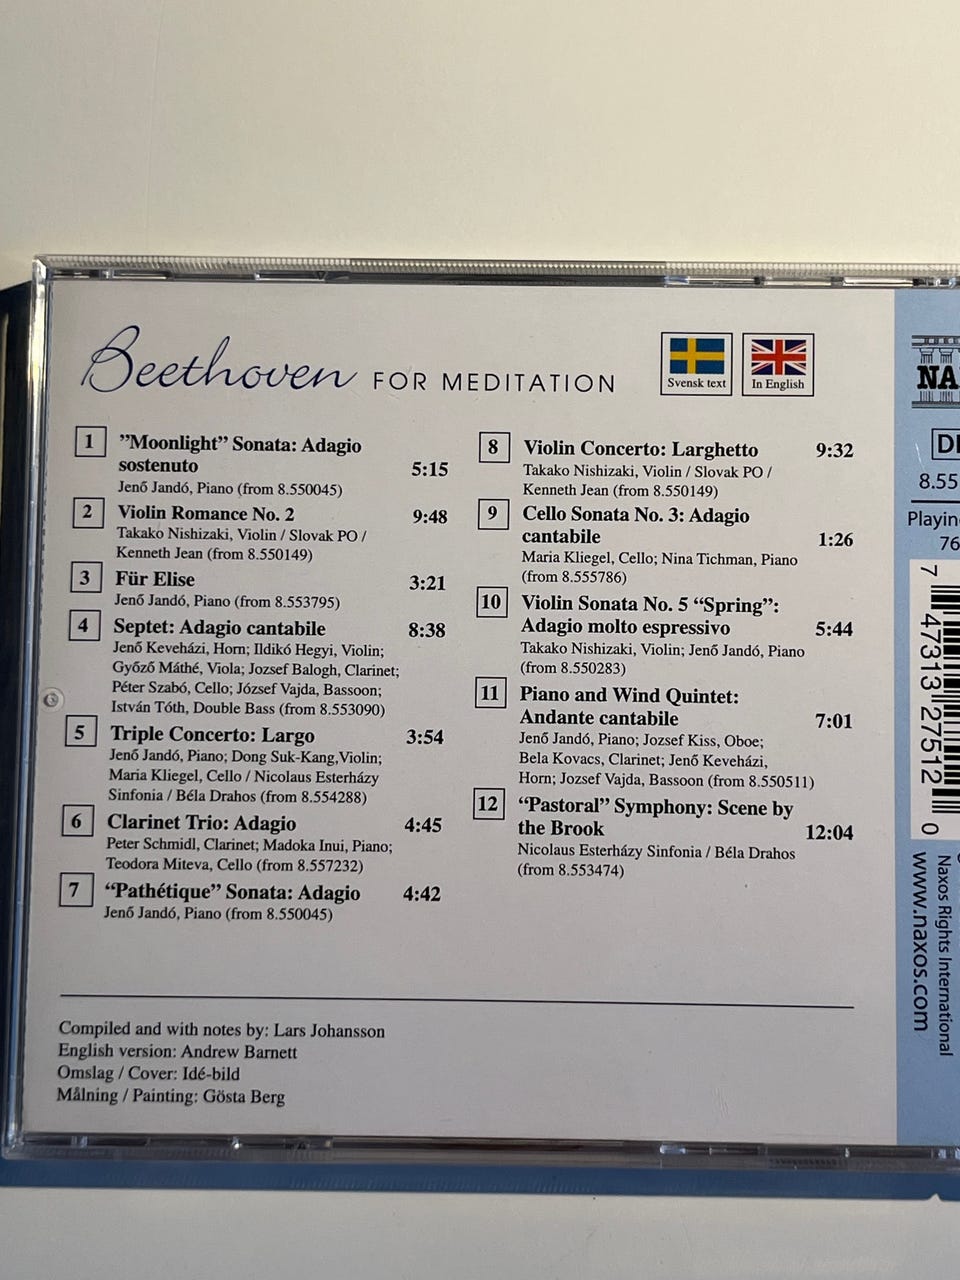 Beethoven FOR MEDITATION
Svensk text
In English
1 ”Moonlight” Sonata: Adagio
sostenuto 5:15
Jenő Jandó, Piano (from 8.550045)
2 Violin Romance No. 2 9:48
Takako Nishizaki, Violin / Slovak PO /
Kenneth Jean (from 8.550149)
3 Für Elise 3:21
Jenő Jandó, Piano (from 8.553795)
4 Septet: Adagio cantabile 8:38
Jenő Keveházi, Horn; Ildikó Hegyi, Violin;
Győző Máthé, Viola; Jozsef Balogh, Clarinet;
Péter Szabó, Cello; József Vajda, Bassoon;
István Tóth, Double Bass (from 8.553090)
5 Triple Concerto: Largo 3:54
Jenő Jandó, Piano; Dong Suk-Kang,Violin;
Maria Kliegel, Cello / Nicolaus Esterházy
Sinfonia / Béla Drahos (from 8.554288)
6 Clarinet Trio: Adagio 4:45
Peter Schmidl, Clarinet; Madoka Inui, Piano;
Teodora Miteva, Cello (from 8.557232)
7 “Pathétique” Sonata: Adagio 4:42
Jenő Jandó, Piano (from 8.550045)
8 Violin Concerto: Larghetto 9:32
Takako Nishizaki, Violin / Slovak PO /
Kenneth Jean (from 8.550149)
9 Cello Sonata No. 3: Adagio
cantabile 1:26
Maria Kliegel, Cello; Nina Tichman, Piano
(from 8.555786)
10 Violin Sonata No. 5 “Spring”:
Adagio molto espressivo 5:44
Takako Nishizaki, Violin; Jenő Jandó, Piano
(from 8.550283)
11 Piano and Wind Quintet:
Andante cantabile 7:01
Jenő Jandó, Piano; Jozsef Kiss, Oboe;
Bela Kovacs, Clarinet; Jenő Keveházi,
Horn; Jozsef Vajda, Bassoon (from 8.550511)
12 “Pastoral” Symphony: Scene by
the Brook 12:04
Nicolaus Esterházy Sinfonia / Béla Drahos
(from 8.553474)
Compiled and with notes by: Lars Johansson
English version: Andrew Barnett
Omslag / Cover: Idé-bild
Målning / Painting: Gösta Berg
NA
8.55
Playin
76
7 47313 27512 0
Naxos Rights International
www.naxos.com